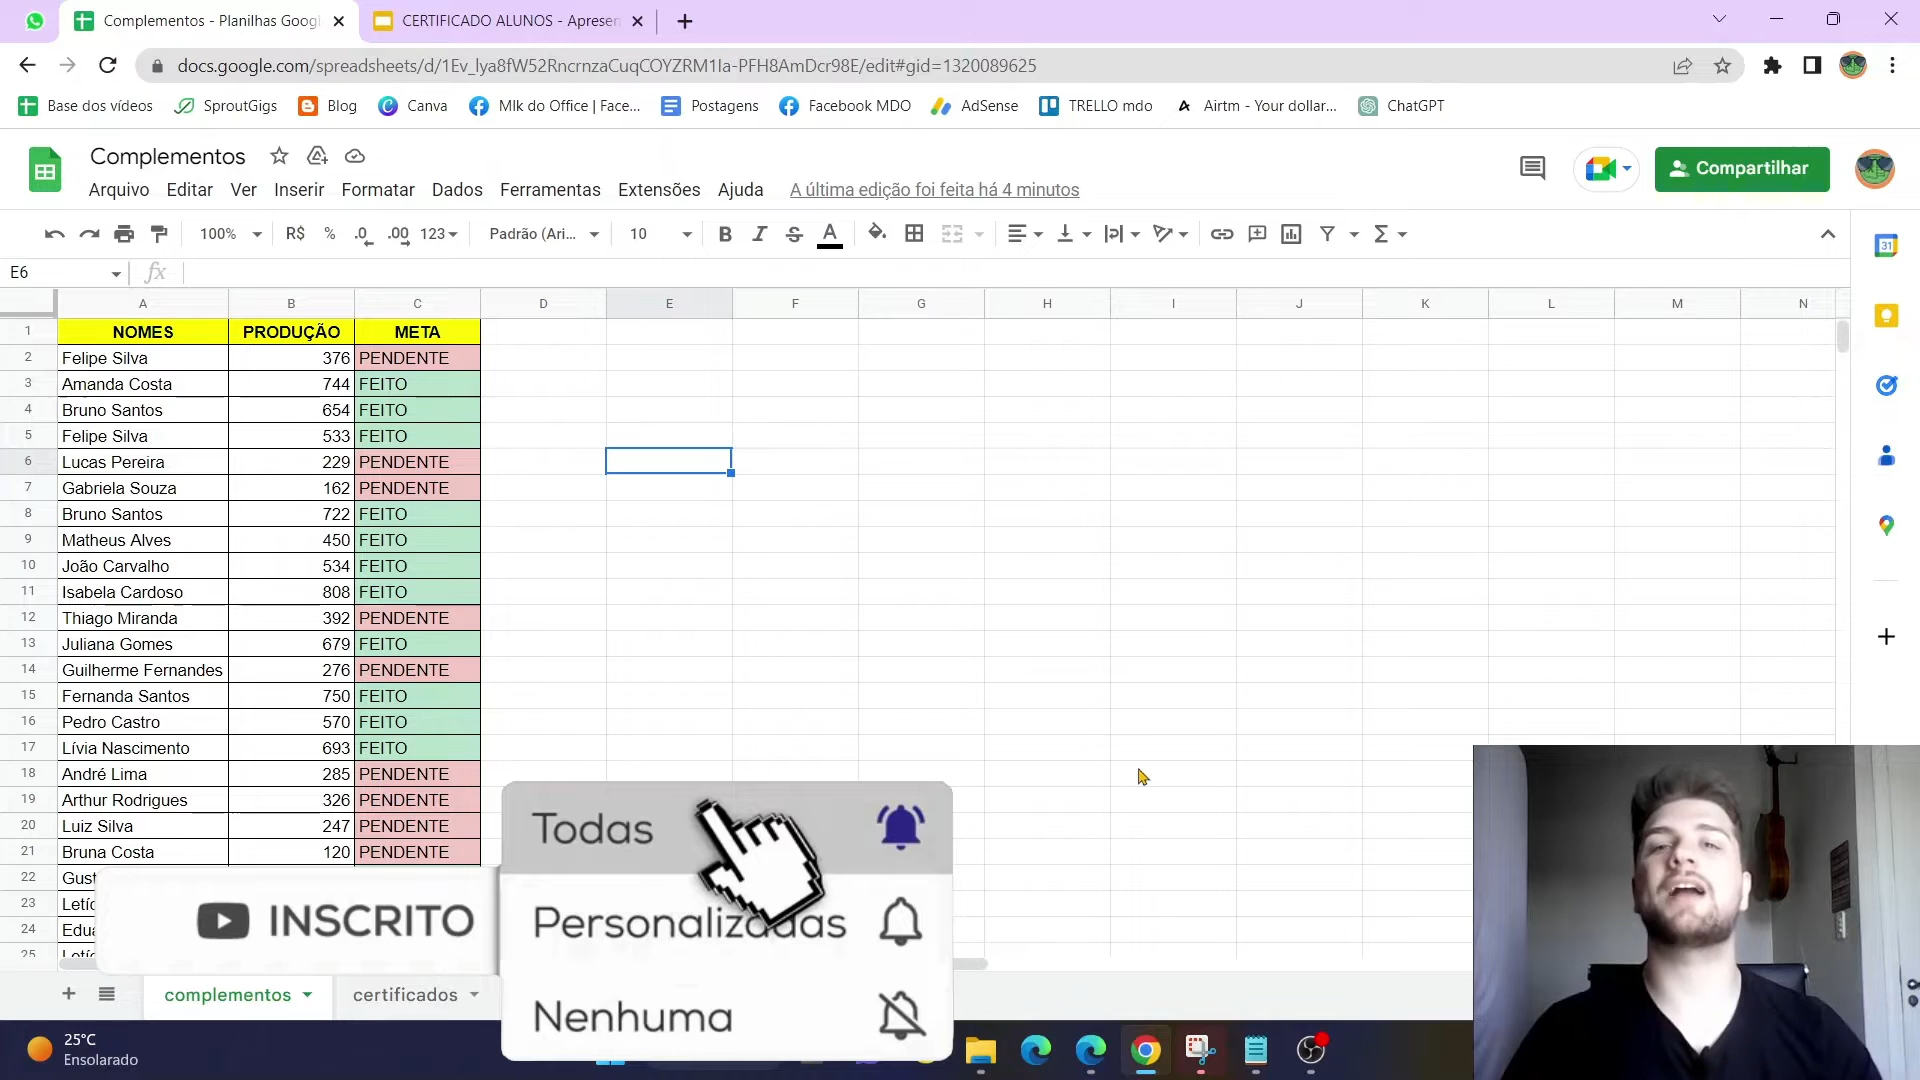 Complementos - Planilhas Googl
CERTIFICADO ALUNOS - Apresen
docs.google.com/spreadsheets/d/1Ev_lya8fW52RncrnzaCuqCOYZRM1Ia-PFH8AmDcr98E/edit#gid=1320089625
Base dos vídeos SproutGigs Blog Canva Mlk do Office | Face... Postagens Facebook MDO AdSense TRELLO mdo Airtm - Your dollar... ChatGPT
Complementos
Compartilhar
Arquivo Editar Ver Inserir Formatar Dados Ferramentas Extensões Ajuda A última edição foi feita há 4 minutos
100% R$ % .0 .00 123 Padrão (Ari... 10 B I S A Σ
31
E6 fx
A B C D E F G H I J K L M N
1 NOMES PRODUÇÃO META
2 Felipe Silva 376 PENDENTE
3 Amanda Costa 744 FEITO
4 Bruno Santos 654 FEITO
5 Felipe Silva 533 FEITO
6 Lucas Pereira 229 PENDENTE
7 Gabriela Souza 162 PENDENTE
8 Bruno Santos 722 FEITO
9 Matheus Alves 450 FEITO
10 João Carvalho 534 FEITO
11 Isabela Cardoso 808 FEITO
12 Thiago Miranda 392 PENDENTE
13 Juliana Gomes 679 FEITO
14 Guilherme Fernandes 276 PENDENTE
15 Fernanda Santos 750 FEITO
16 Pedro Castro 570 FEITO
17 Lívia Nascimento 693 FEITO
18 André Lima 285 PENDENTE
19 Arthur Rodrigues 326 PENDENTE
20 Luiz Silva 247 PENDENTE
21 Bruna Costa 120 PENDENTE
22 Gust
23
24 Edua
25
Todas
INSCRITO
Personalizadas
Nenhuma
complementos certificados
25°C
Ensolarado